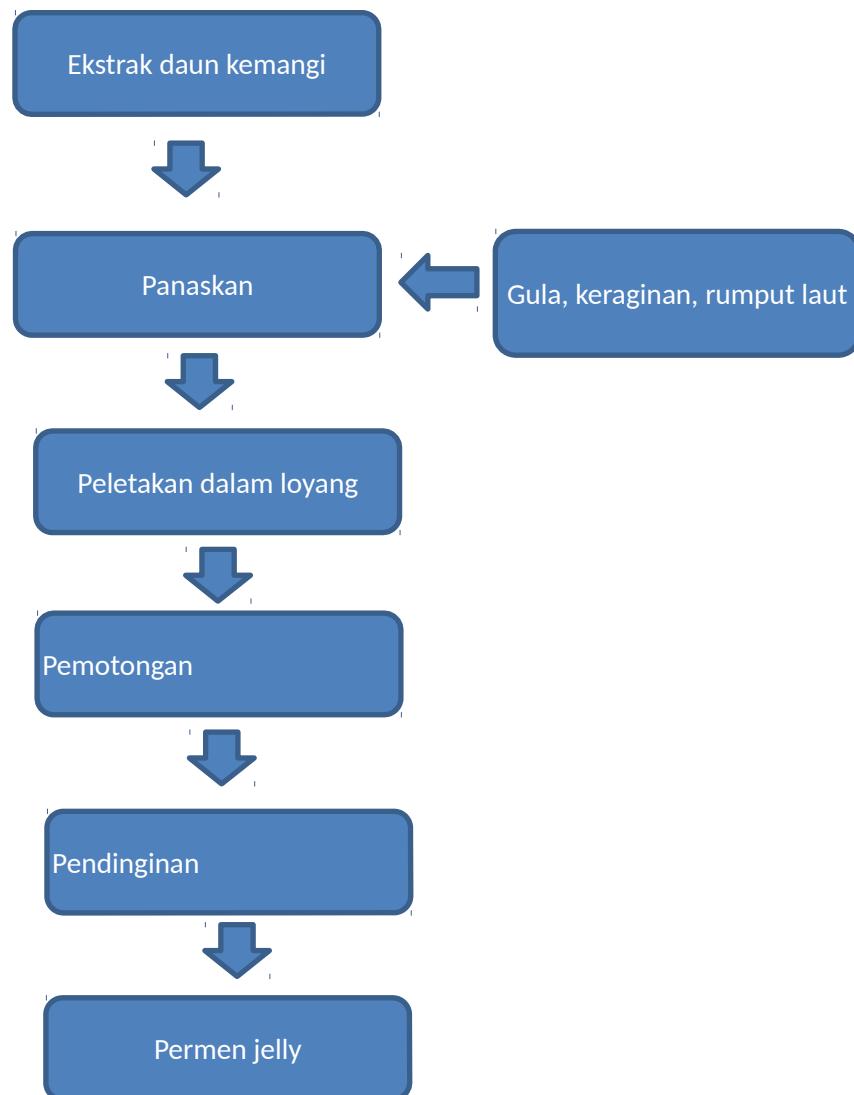 Ekstrak daun kemangi
Panaskan
Gula, keraginan, rumput laut
Peletakan dalam loyang
Pemotongan
Pendinginan
Permen jelly